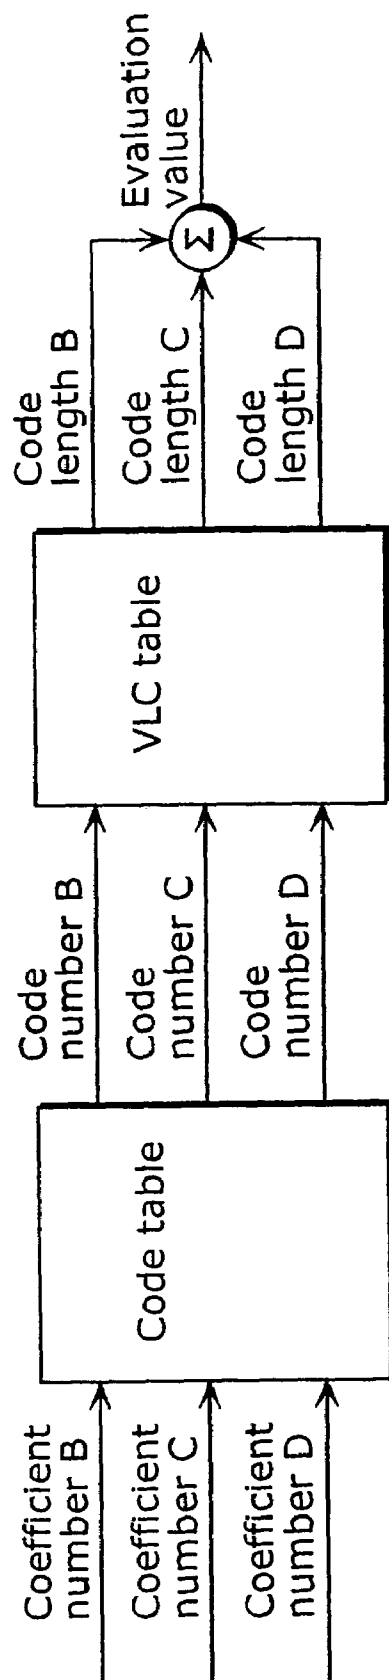 Coefficient
number B
Coefficient
number C
Coefficient
number D
Code table
Code
number B
Code
number C
Code
number D
VLC table
Code
length B
Code
length C
Code
length D
Σ
Evaluation
value